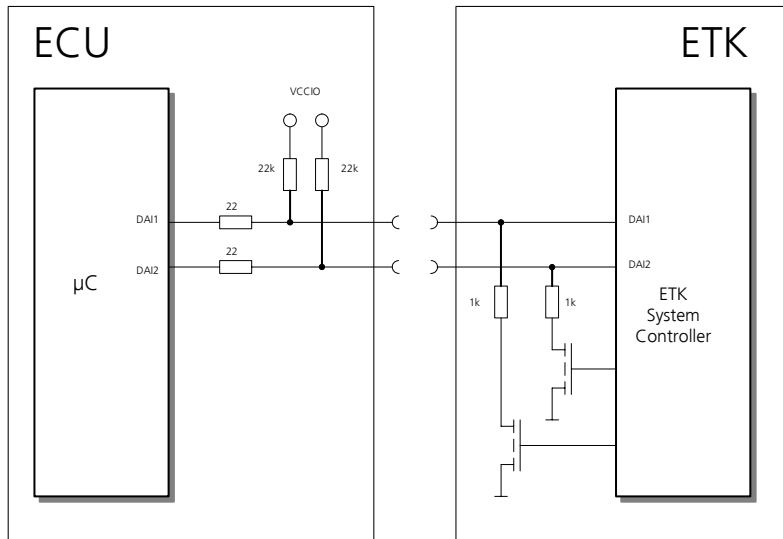 ECU
ETK
VCCIO
22k
22k
DAI1
22
DAI1
DAI2
22
DAI2
µC
1k
1k
ETK
System
Controller